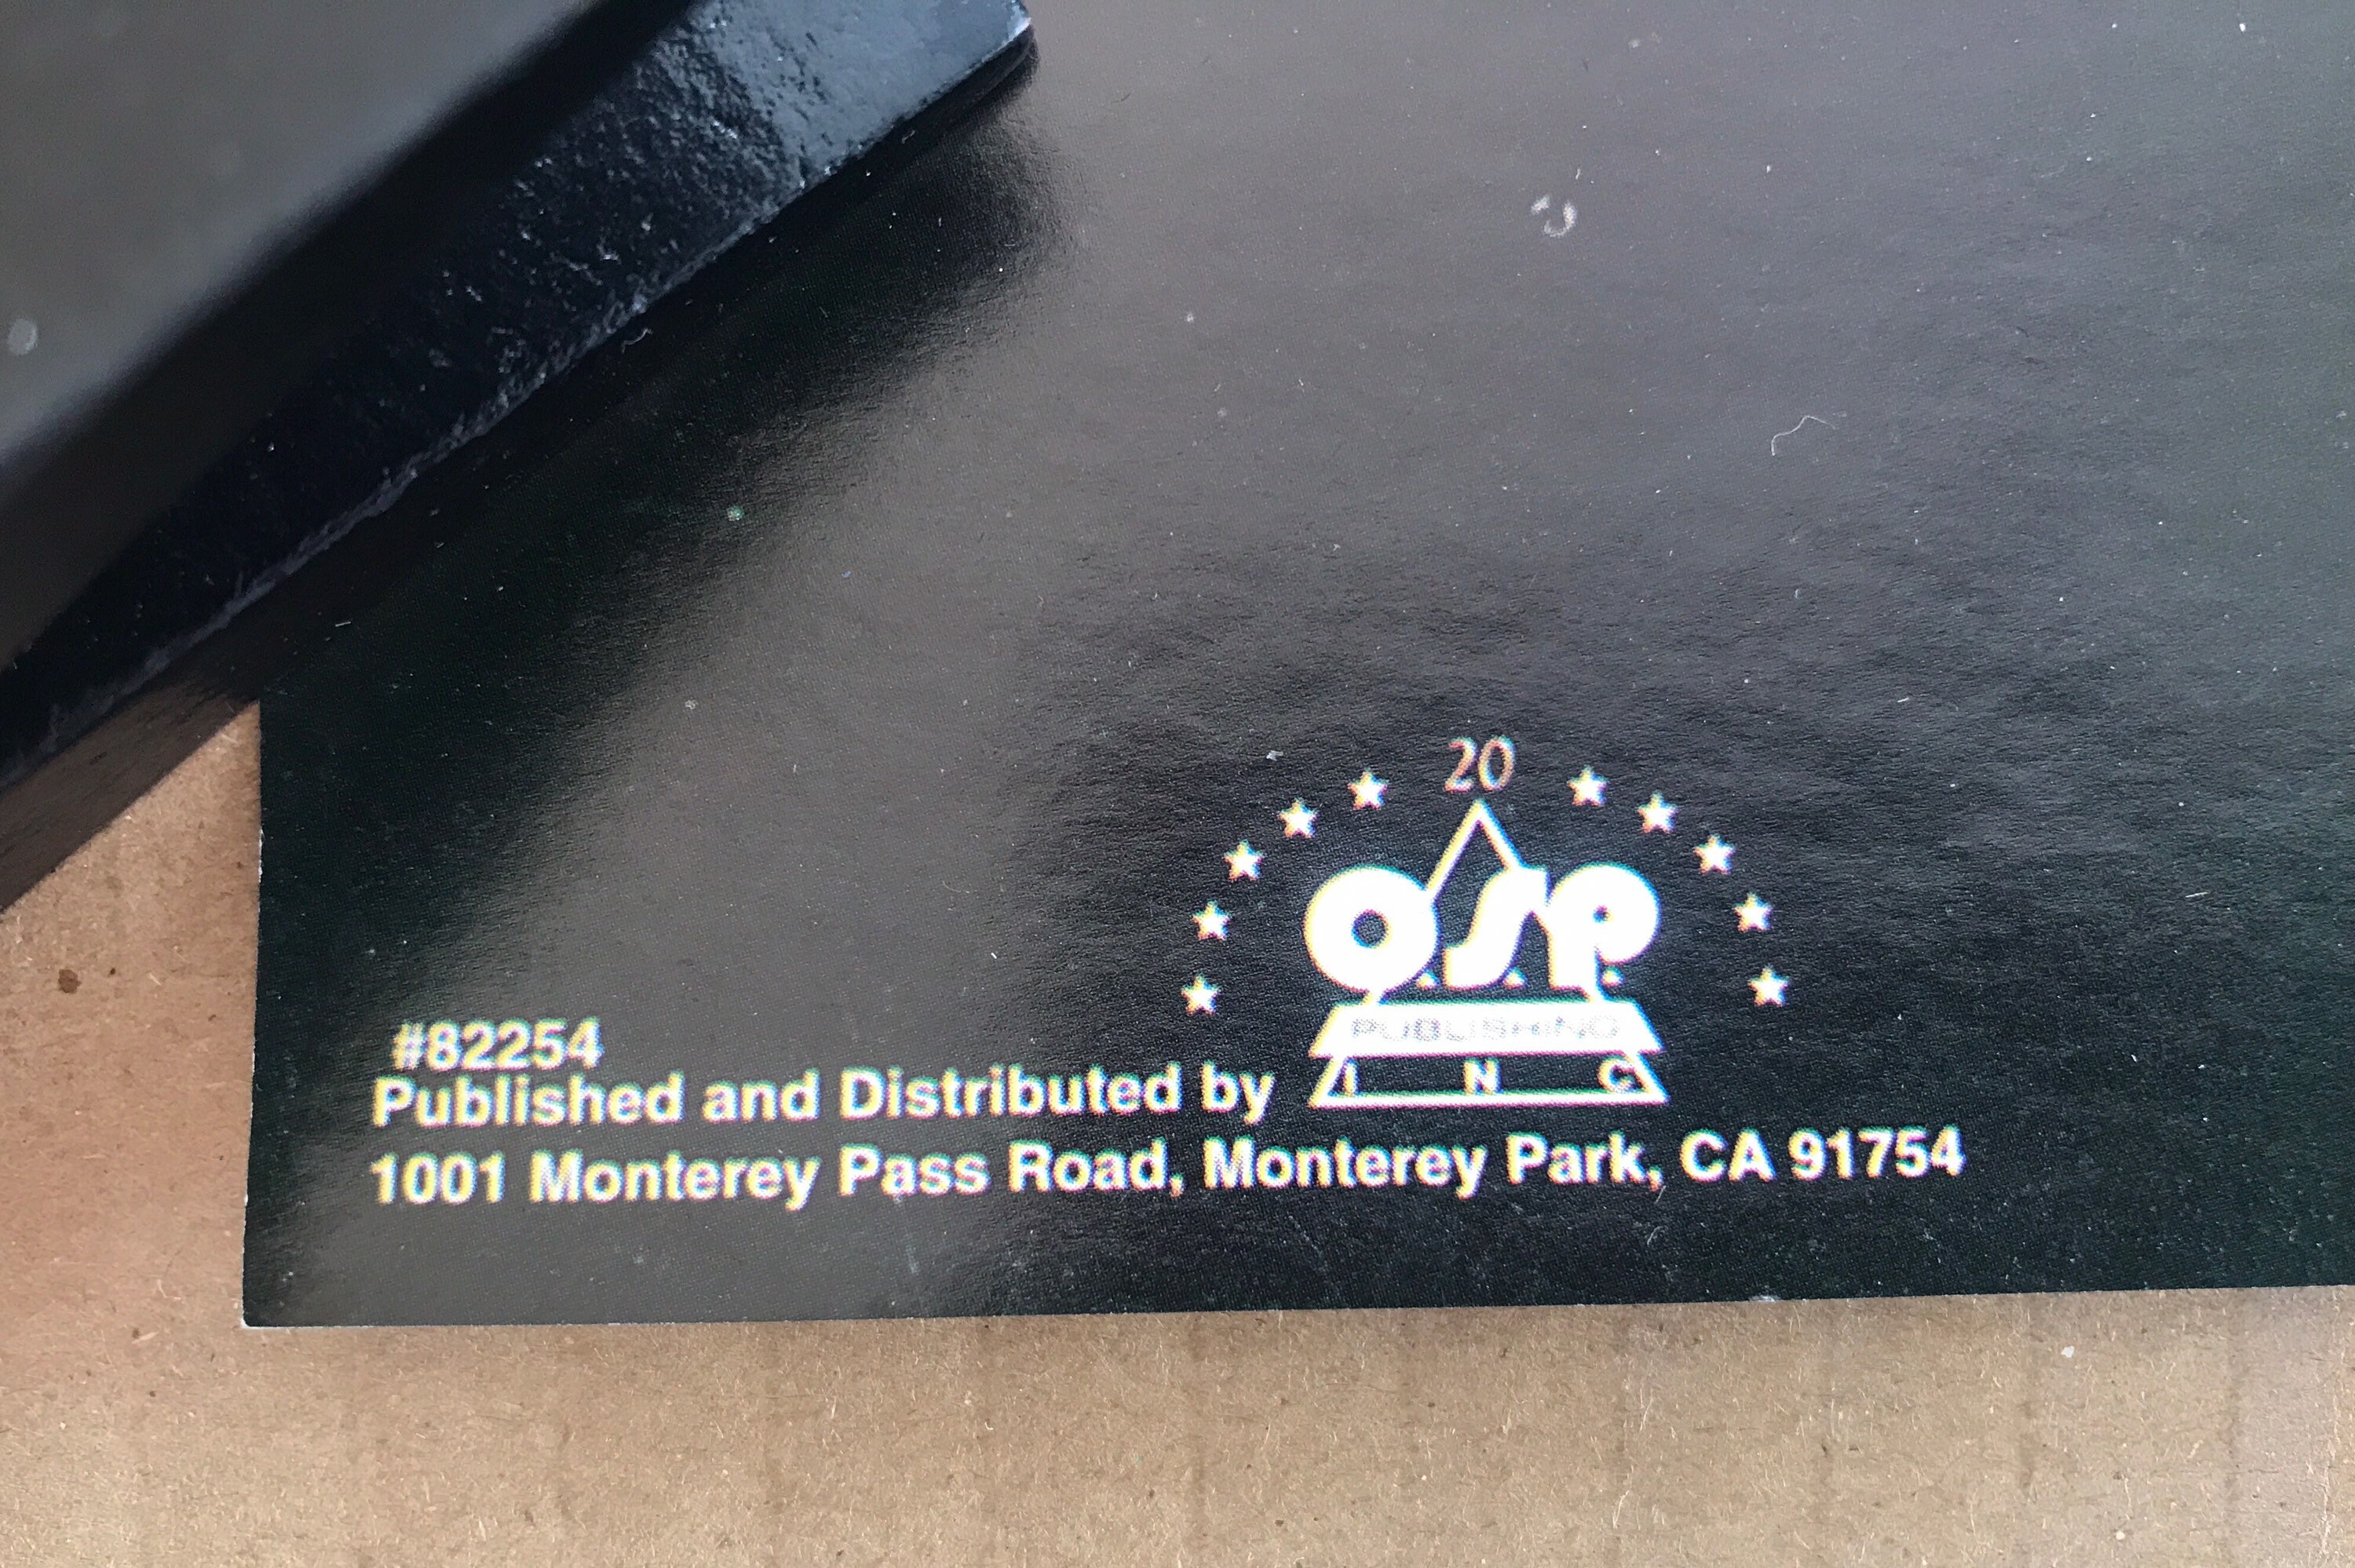 20
O.S.P.
PUBLISHING
I N C
#82254
Published and Distributed by
1001 Monterey Pass Road, Monterey Park, CA 91754